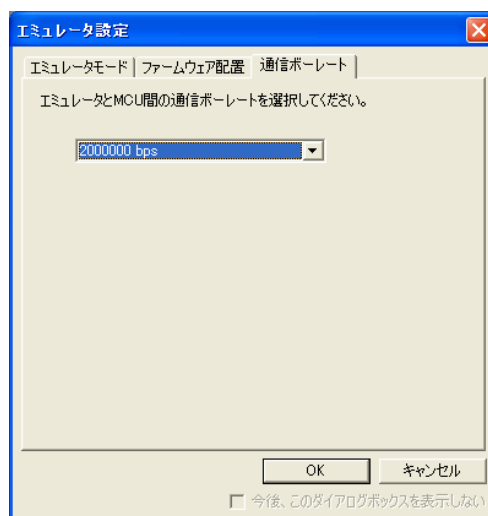 エミュレータ設定
エミュレータモード ファームウェア配置 通信ボーレート
エミュレータとMCU間の通信ボーレートを選択してください。
2000000 bps
OK キャンセル
今後、このダイアログボックスを表示しない